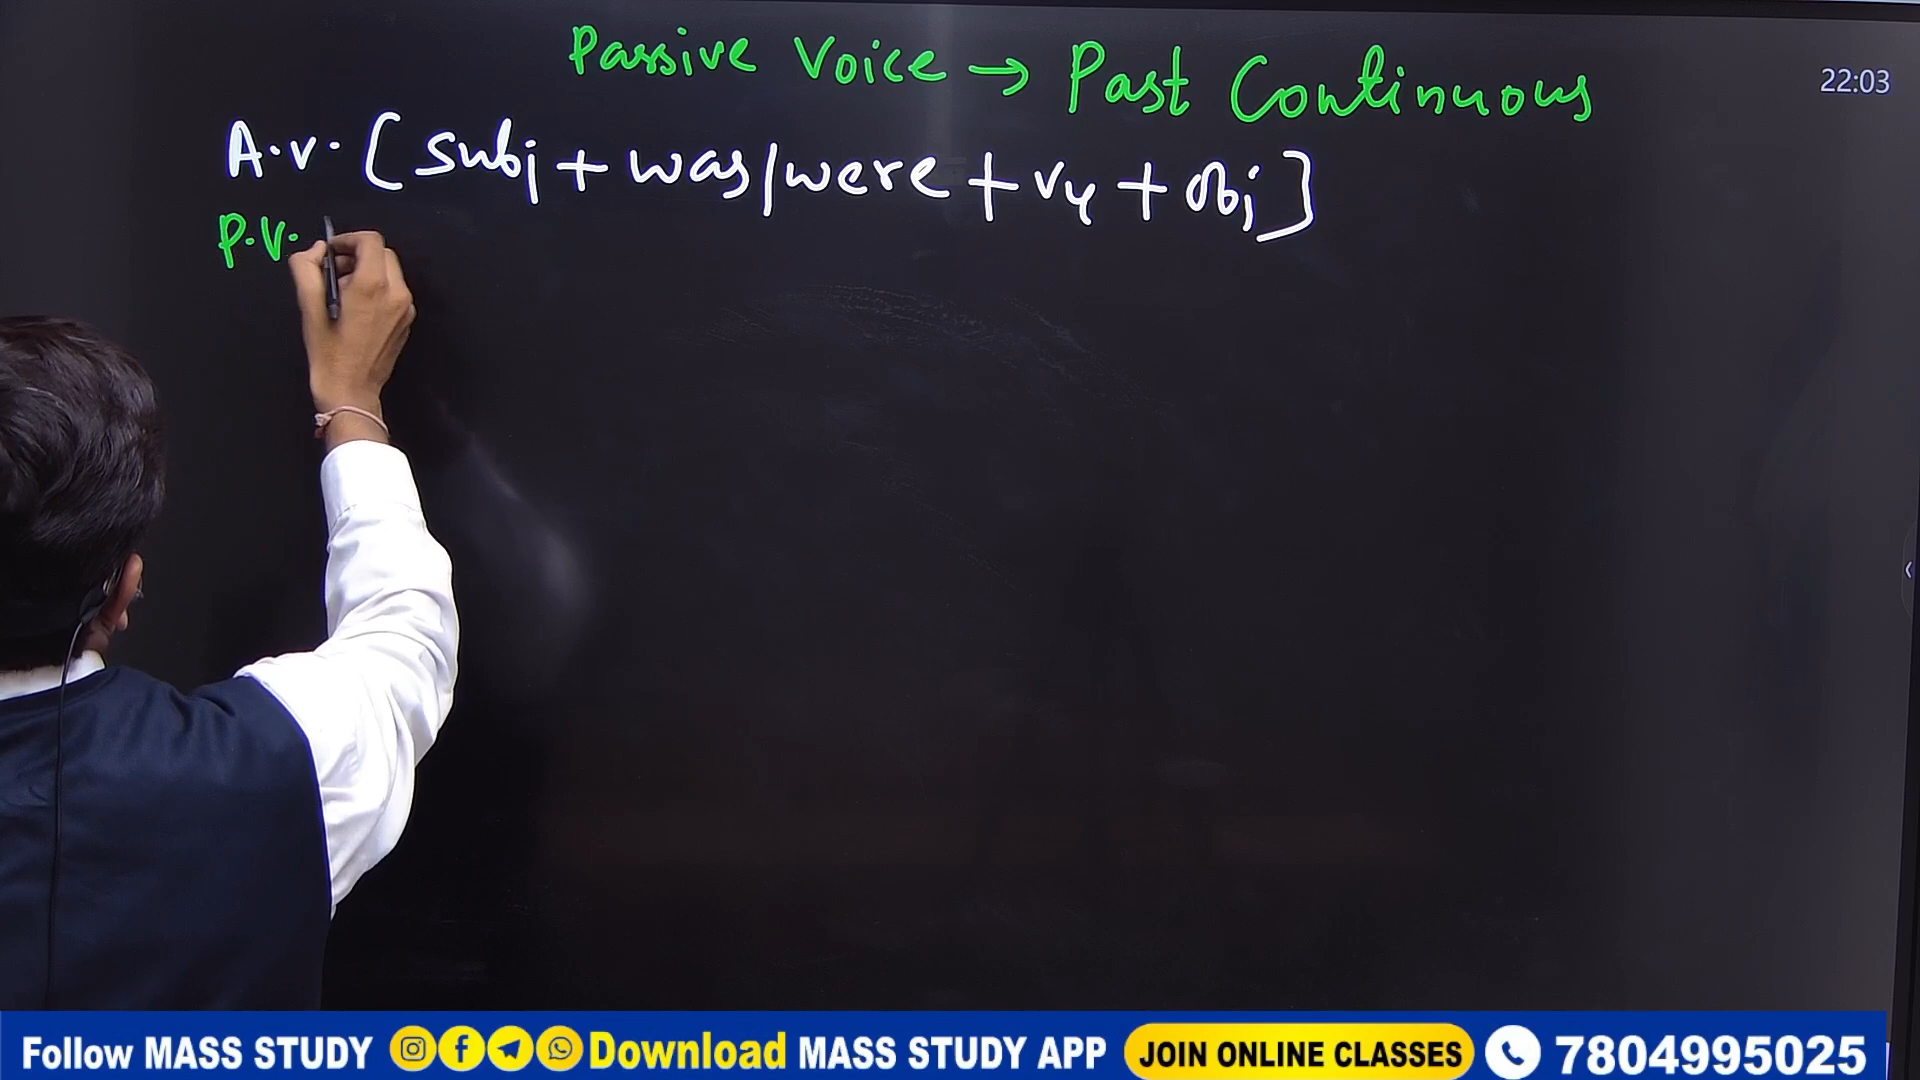 Passive Voice → Past Continuous
22:03
A.V. [Subj + was/were + V4 + Obj]
P.V.
Follow MASS STUDY Download MASS STUDY APP JOIN ONLINE CLASSES 7804995025